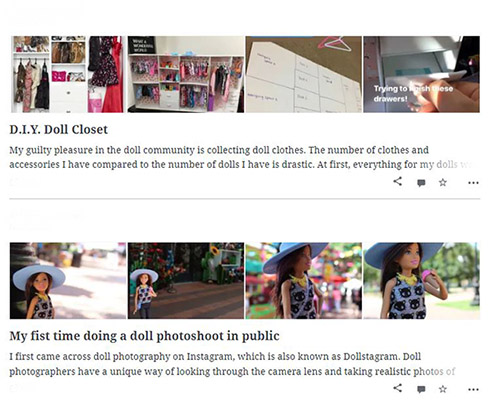 Trying to finish these
drawers!
D.I.Y. Doll Closet
My guilty pleasure in the doll community is collecting doll clothes. The number of clothes and
accessories I have compared to the number of dolls I have is drastic. At first, everything for my dolls
My fist time doing a doll photoshoot in public
I first came across doll photography on Instagram, which is also known as Dollstagram. Doll
photographers have a unique way of looking through the camera lens and taking realistic photos of